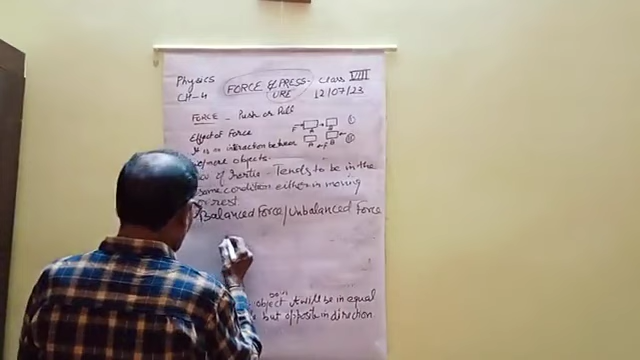 Physics
CH-4
FORCE & PRESS-
URE
class VIII
12/07/23
FORCE - Push or Pull
Effect of Force
It is an interaction between
or more objects.
of Inertia - Tends to be in the
same condition either in moving
or rest
Balanced Force/Unbalanced Force
object it will be in equal
but opposite in direction.